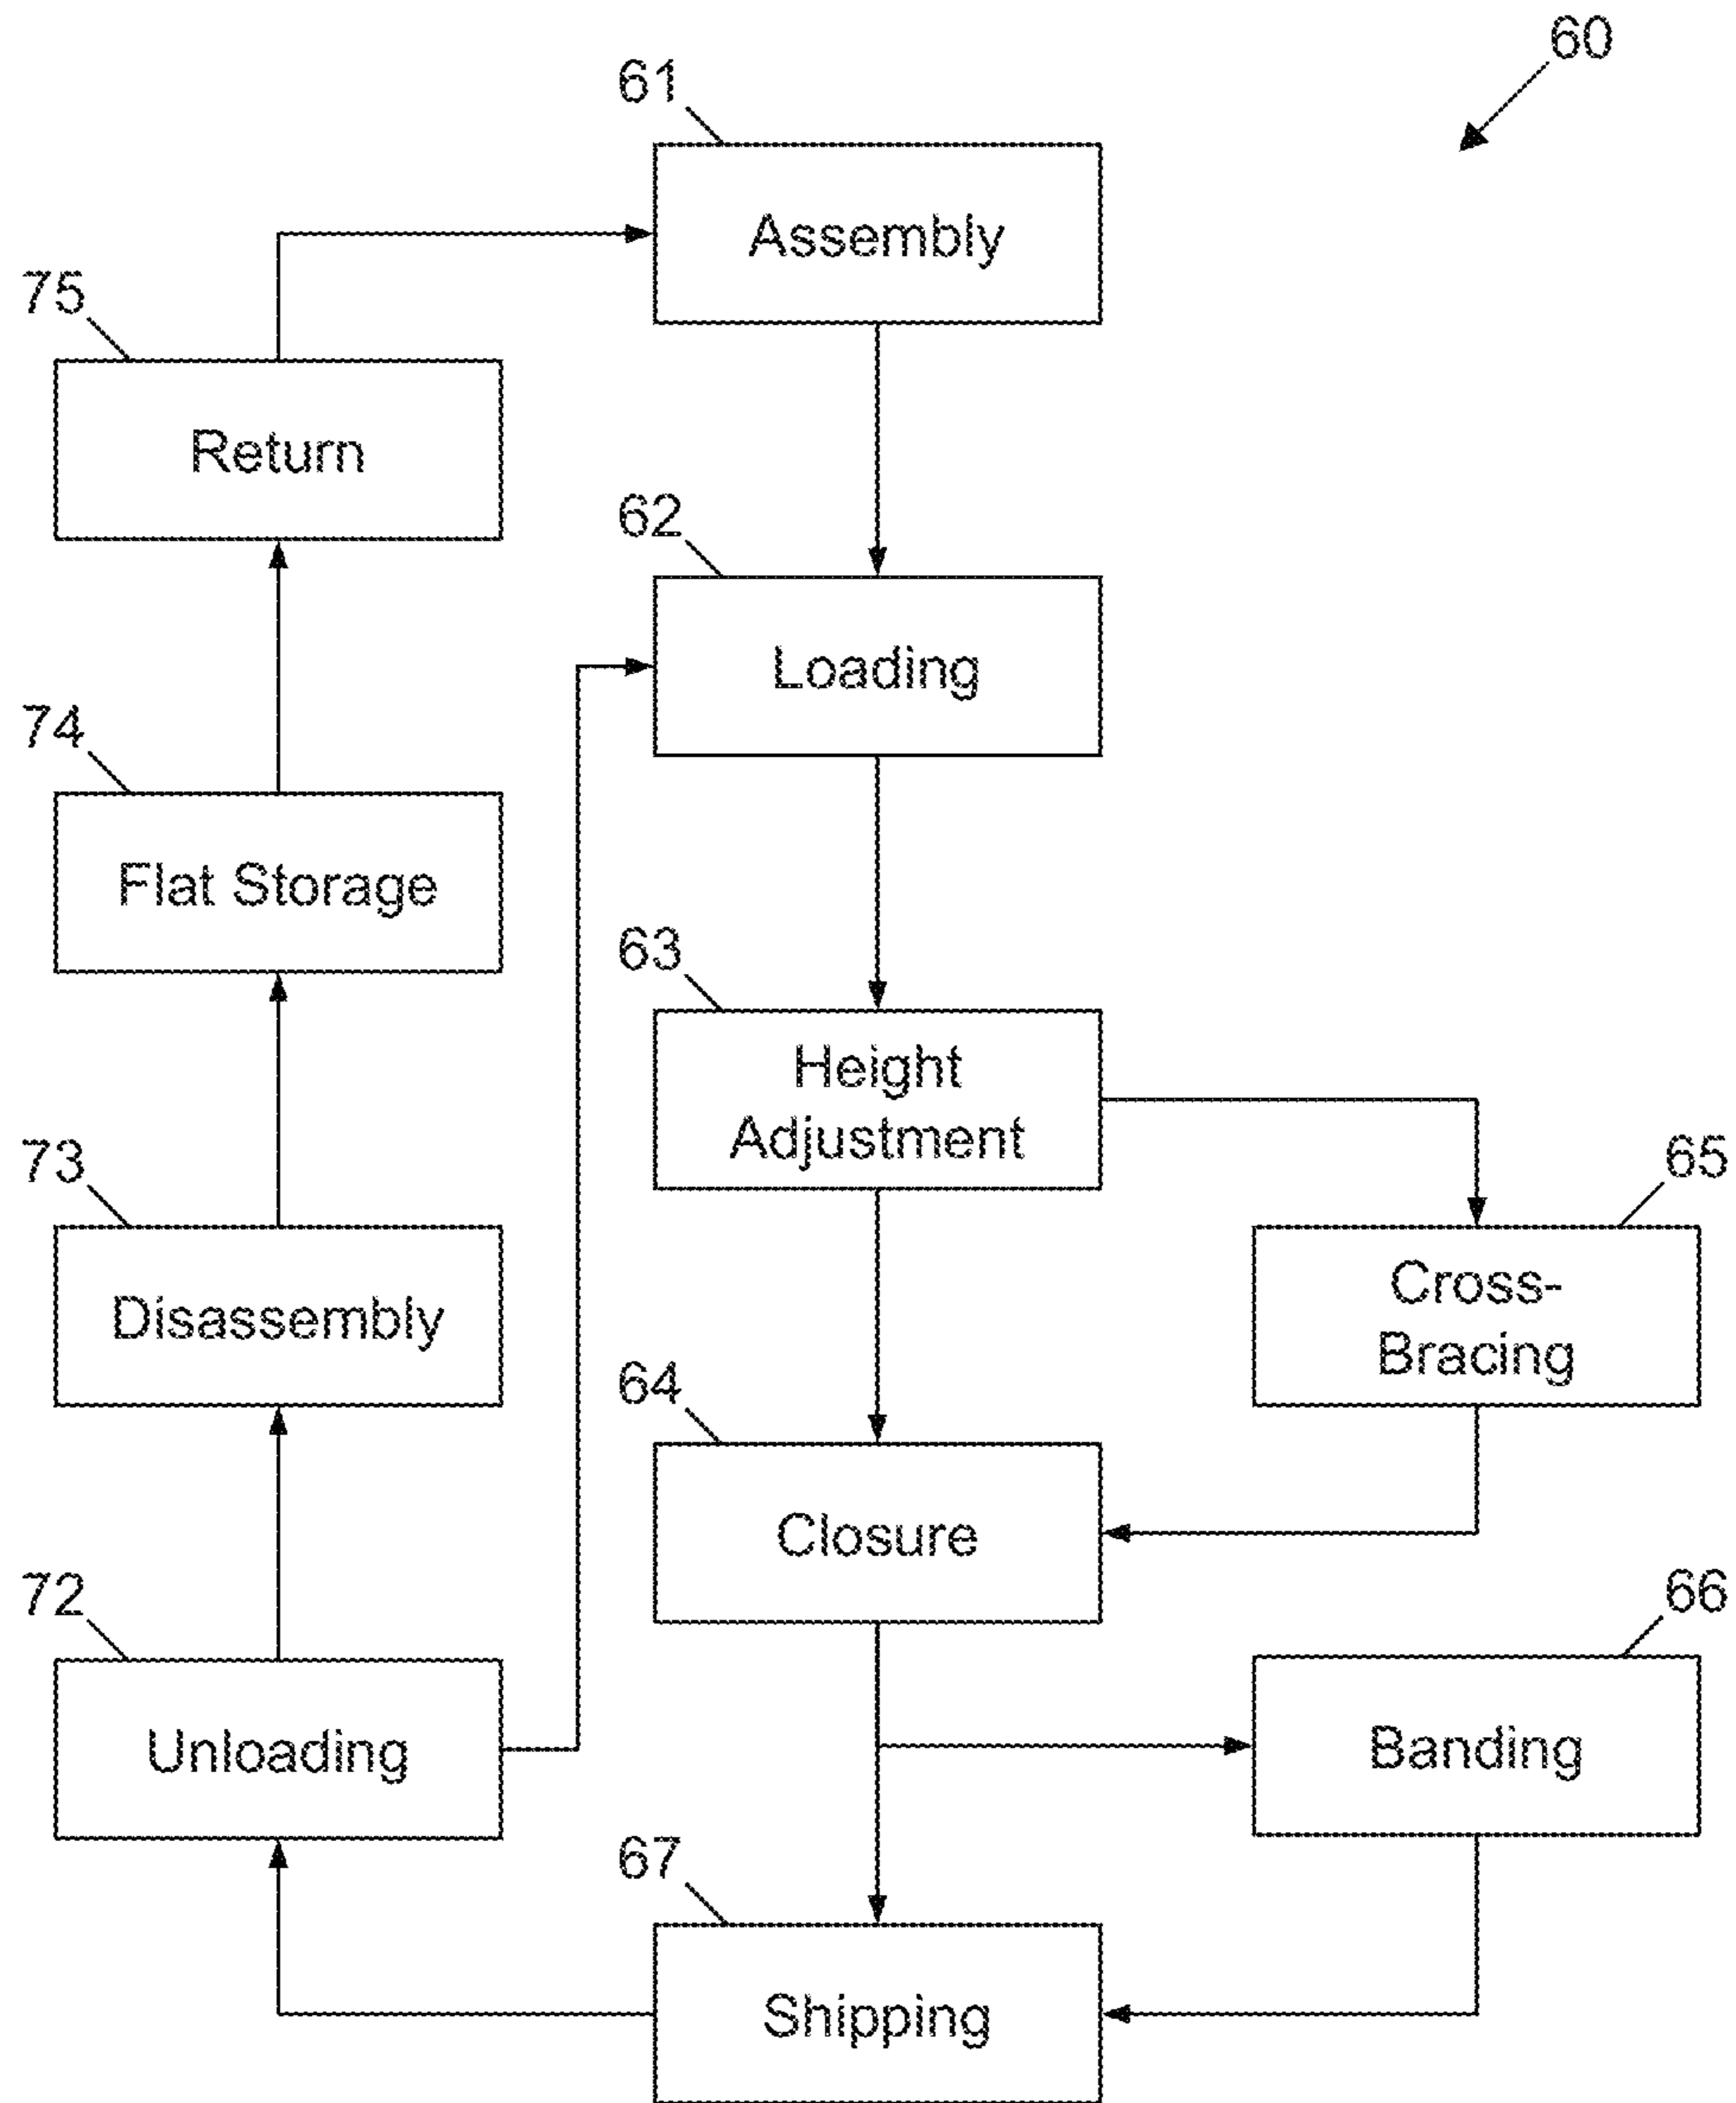 60
61
Assembly
75
Return
62
Loading
74
Flat Storage
63
Height
Adjustment
65
Cross-
Bracing
73
Disassembly
64
Closure
72
Unloading
66
Banding
67
Shipping